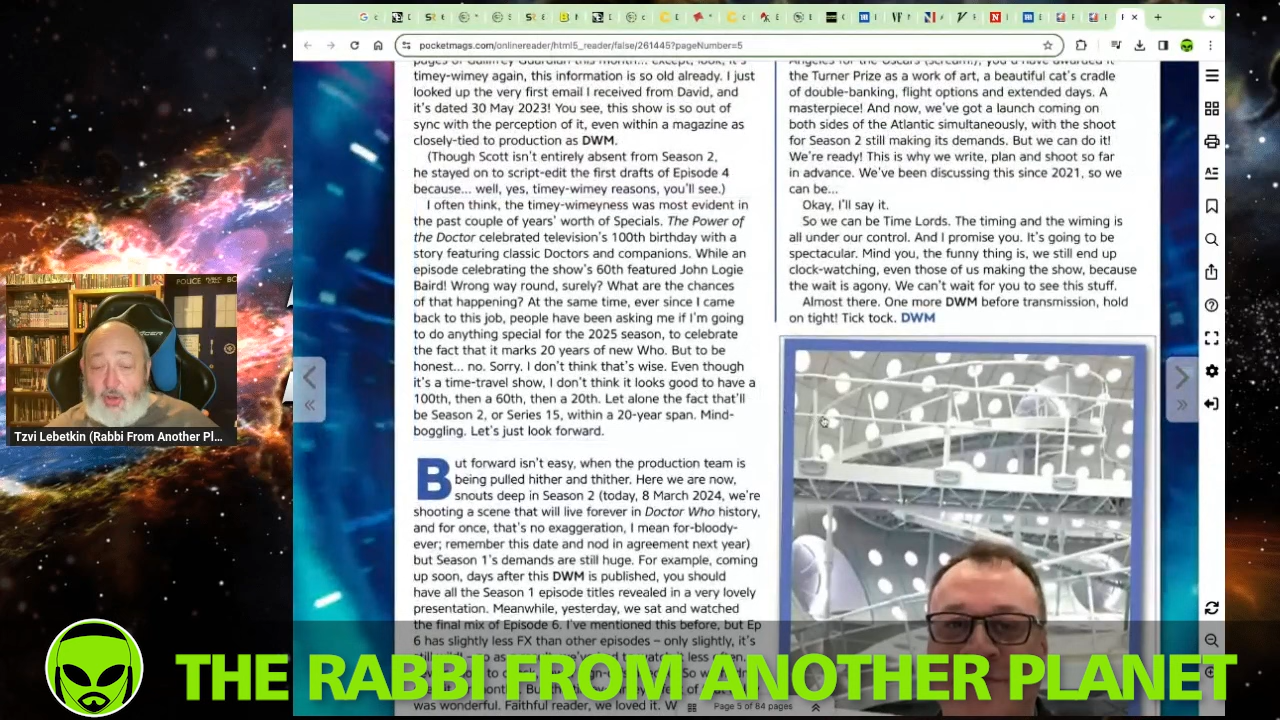 pocketmags.com/onlinereader/html5_reader/false/261445?pageNumber=5
timey-wimey again, this information is so old already. I just
looked up the very first email I received from David, and
it's dated 30 May 2023! You see, this show is so out of
sync with the perception of it, even within a magazine as
closely-tied to production as DWM.
(Though Scott isn't entirely absent from Season 2,
he stayed on to script-edit the first drafts of Episode 4
because... well, yes, timey-wimey reasons, you'll see.)
I often think, the timey-wimeyness was most evident in
the past couple of years' worth of Specials. The Power of
the Doctor celebrated television's 100th birthday with a
story featuring classic Doctors and companions. While an
episode celebrating the show's 60th featured John Logie
Baird! Wrong way round, surely? What are the chances
of that happening? At the same time, ever since I came
back to this job, people have been asking me if I'm going
to do anything special for the 2025 season, to celebrate
the fact that it marks 20 years of new Who. But to be
honest... no. Sorry. I don't think that's wise. Even though
it's a time-travel show, I don't think it looks good to have a
100th, then a 60th, then a 20th. Let alone the fact that'll
be Season 2, or Series 15, within a 20-year span. Mind-
boggling. Let's just look forward.
But forward isn't easy, when the production team is
being pulled hither and thither. Here we are now,
snouts deep in Season 2 (today, 8 March 2024, we're
shooting a scene that will live forever in Doctor Who history,
and for once, that's no exaggeration, I mean for-bloody-
ever; remember this date and nod in agreement next year)
but Season 1's demands are still huge. For example, coming
up soon, days after this DWM is published, you should
have all the Season 1 episode titles revealed in a very lovely
presentation. Meanwhile, yesterday, we sat and watched
the final mix of Episode 6. I've mentioned this before, but Ep
6 has slightly less FX than other episodes – only slightly, it's
was wonderful. Faithful reader, we loved it. W
the Turner Prize as a work of art, a beautiful cat's cradle
of double-banking, flight options and extended days. A
masterpiece! And now, we've got a launch coming on
both sides of the Atlantic simultaneously, with the shoot
for Season 2 still making its demands. But we can do it!
We're ready! This is why we write, plan and shoot so far
in advance. We've been discussing this since 2021, so we
can be...
Okay, I'll say it.
So we can be Time Lords. The timing and the wiming is
all under our control. And I promise you. It's going to be
spectacular. Mind you, the funny thing is, we still end up
clock-watching, even those of us making the show, because
the wait is agony. We can't wait for you to see this stuff.
Almost there. One more DWM before transmission, hold
on tight! Tick tock. DWM
Page 5 of 84 pages
POLICE
Tzvi Lebetkin (Rabbi From Another Pl...
THE RABBI FROM ANOTHER PLANET